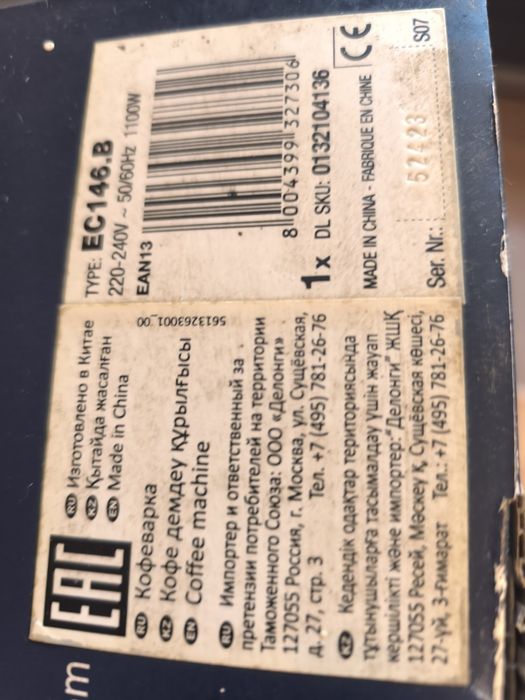 TYPE: EC146.B
220-240V ~ 50/60Hz 1100W
EAN13
8 004399 327306
1x DL SKU: 0132104136
CE
MADE IN CHINA - FABRIQUE EN CHINE
Ser. Nr.: 52423 S07
EAC
RU Изготовлено в Китае
KZ Қытайда жасалған
EN Made in China
RU Кофеварка
KZ Кофе демдеу құрылғысы
EN Coffee machine
5613263001_00
RU Импортер и ответственный за
претензии потребителей на территории
Таможенного Союза: ООО «Делонги»
127055 Россия, г. Москва, ул. Сущёвская,
д. 27, стр. 3 Тел. +7 (495) 781-26-76
KZ Кедендік одақтар територоиясында
тұтынушыларға тасымалдау үшін жауап
кершілікті және импортер:"Делонги" ЖШҚ
127055 Ресей, Мәскеу Қ, Сущёвская көшесі,
27-үй, 3-ғимарат Тел.: +7 (495) 781-26-76
m